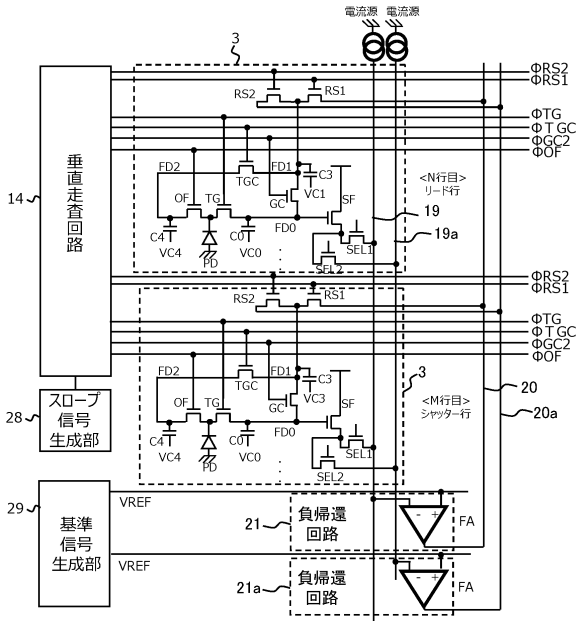 電流源 電流源
3
ΦRS2
ΦRS1
RS2 RS1
ΦTG
ΦTGC
ΦGC2
ΦOF
垂直走査回路
14
FD2
TGC
FD1
C3
VC1
GC
SF
OF
TG
C4
VC4
PD
C0
VC0
FD0
SEL1
SEL2
<N行目>
リード行
19
19a
ΦRS2
ΦRS1
RS2 RS1
ΦTG
ΦTGC
ΦGC2
ΦOF
FD2
TGC
FD1
C3
VC3
GC
SF
OF
TG
C4
VC4
PD
C0
VC0
FD0
SEL1
SEL2
3
<M行目>
シャッター行
20
20a
28
スロープ
信号
生成部
29
基準
信号
生成部
VREF
21
負帰還
回路
- +
FA
VREF
21a
負帰還
回路
- +
FA